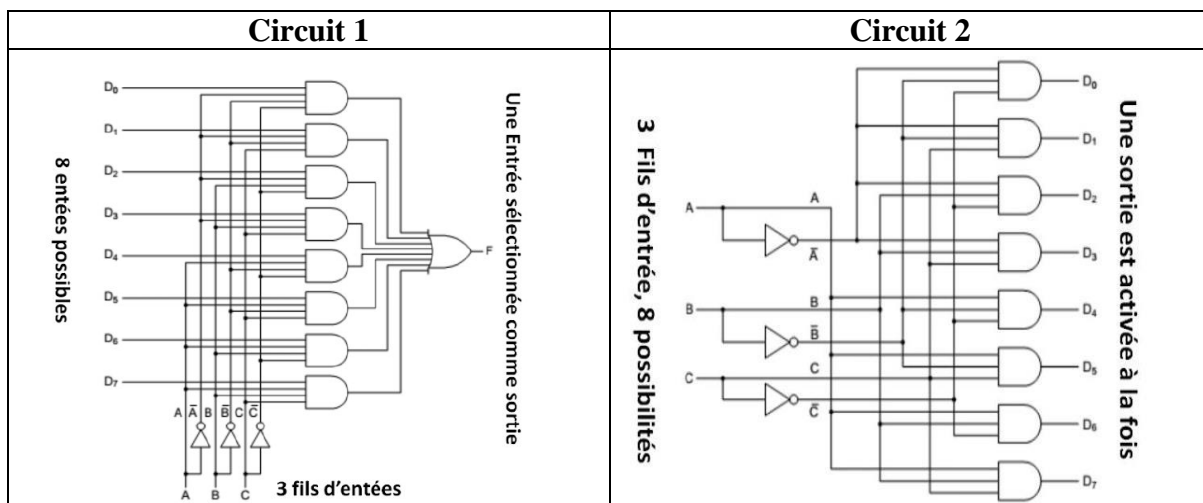 Circuit 1
D₀
D₁
D₂
D₃
D₄
D₅
D₆
D₇
8 entées possibles
A Ā B B̄ C C̄
A B C
3 fils d'entées
F
Une Entrée sélectionnée comme sortie
Circuit 2
3 Fils d'entrée, 8 possibilités
A
A
Ā
B
B
B̄
C
C
C̄
D₀
D₁
D₂
D₃
D₄
D₅
D₆
D₇
Une sortie est activée à la fois